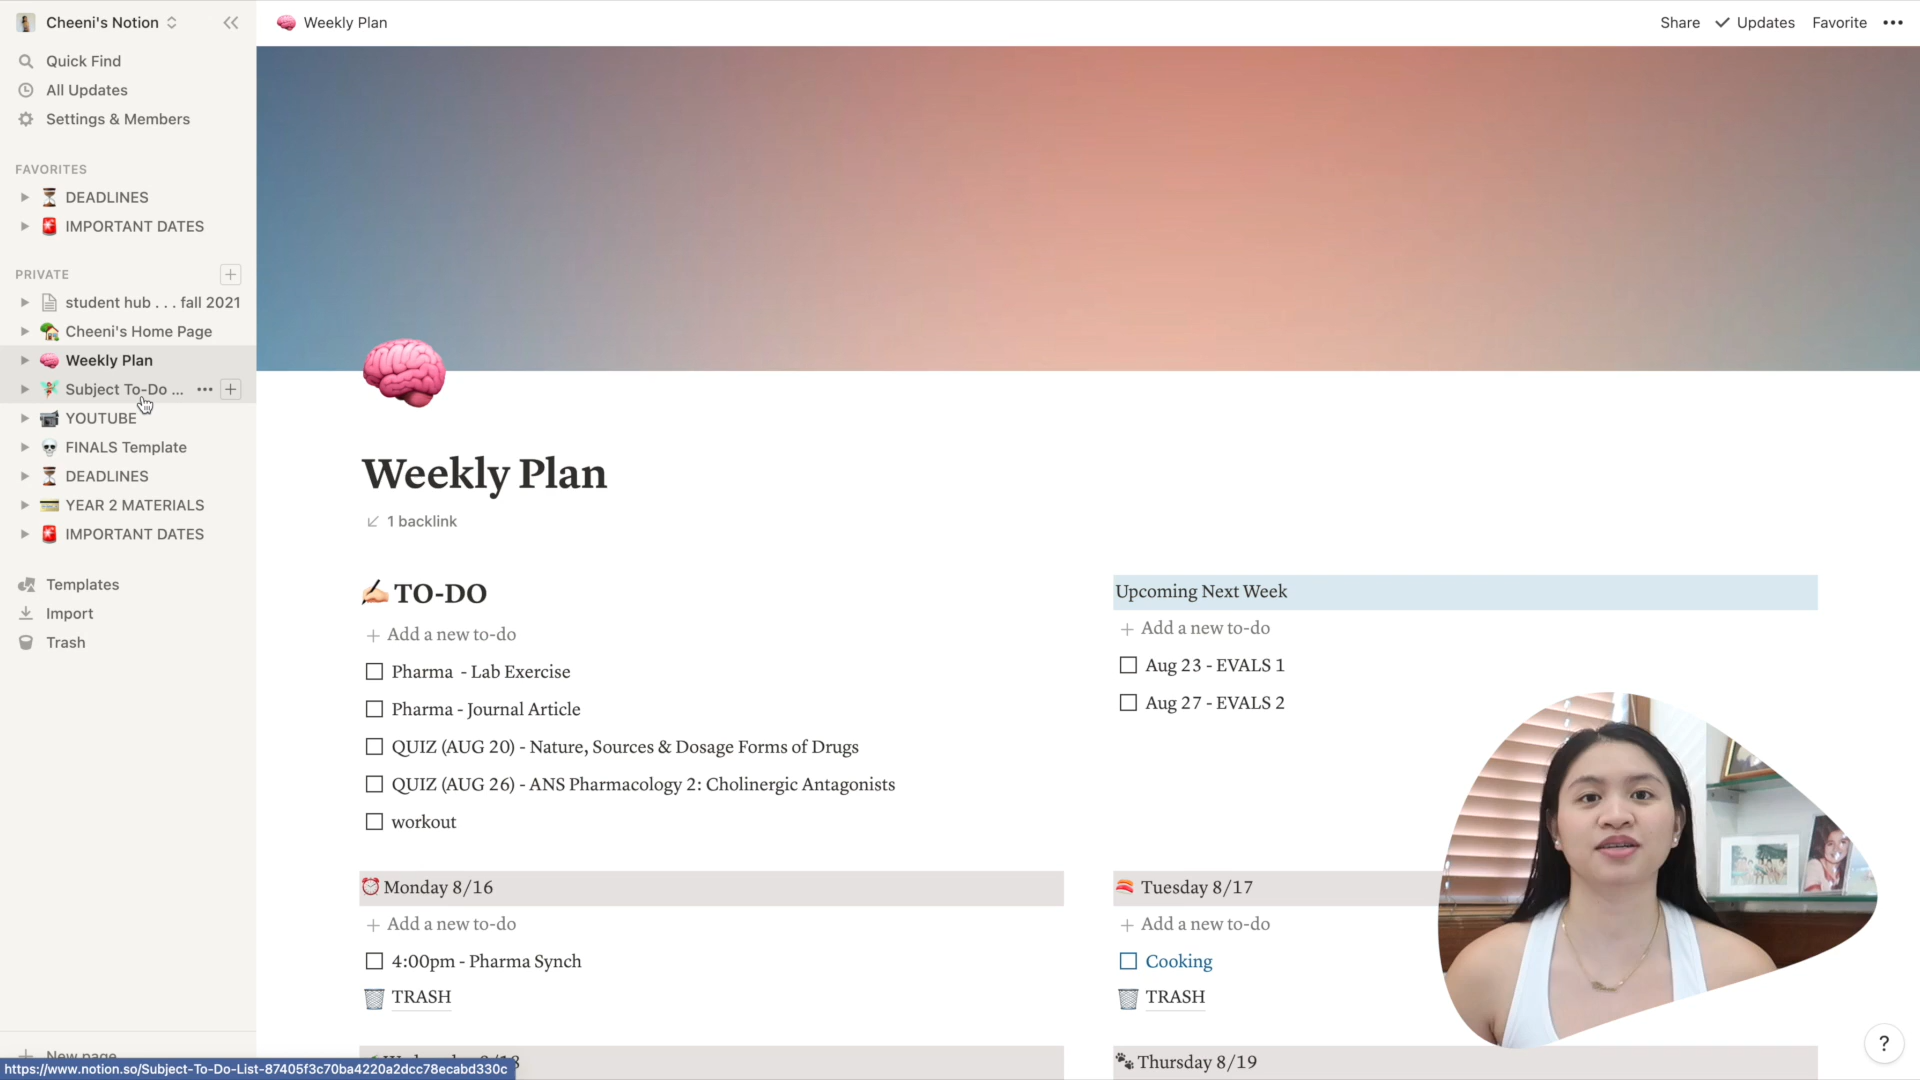 Cheeni's Notion
Weekly Plan
Share
Updates
Favorite
Quick Find
All Updates
Settings & Members
FAVORITES
DEADLINES
IMPORTANT DATES
PRIVATE
student hub . . . fall 2021
Cheeni's Home Page
Weekly Plan
Subject To-Do ...
YOUTUBE
FINALS Template
DEADLINES
YEAR 2 MATERIALS
IMPORTANT DATES
Templates
Import
Trash
New page
https://www.notion.so/Subject-To-Do-List-87405f3c70ba4220a2dcc78ecabd330c
Weekly Plan
1 backlink
TO-DO
Add a new to-do
Pharma - Lab Exercise
Pharma - Journal Article
QUIZ (AUG 20) - Nature, Sources & Dosage Forms of Drugs
QUIZ (AUG 26) - ANS Pharmacology 2: Cholinergic Antagonists
workout
Upcoming Next Week
Add a new to-do
Aug 23 - EVALS 1
Aug 27 - EVALS 2
Monday 8/16
Add a new to-do
4:00pm - Pharma Synch
TRASH
Tuesday 8/17
Add a new to-do
Cooking
TRASH
Thursday 8/19
?